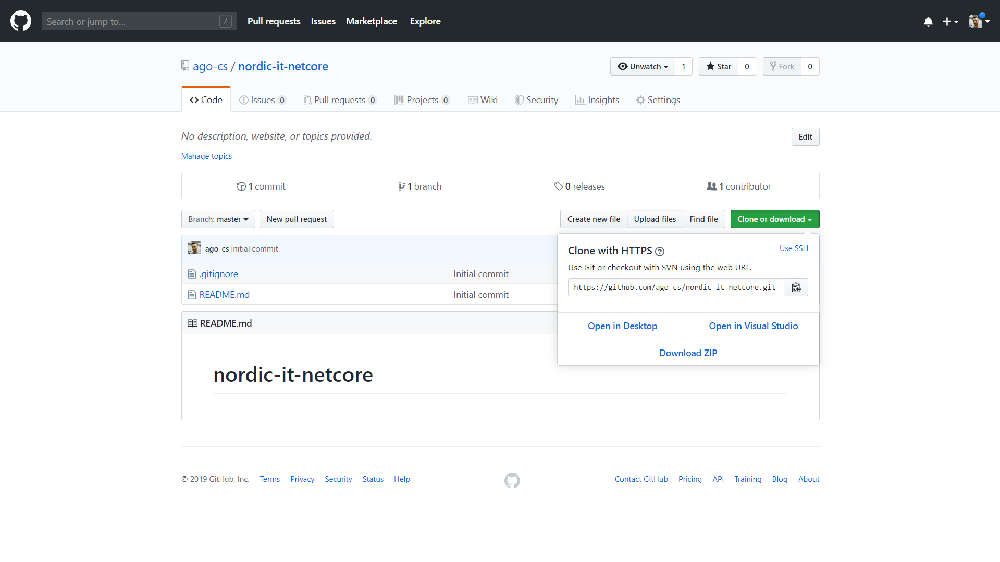 Search or jump to... /
Pull requests Issues Marketplace Explore
ago-cs / nordic-it-netcore
Unwatch 1 Star 0 Fork 0
Code Issues 0 Pull requests 0 Projects 0 Wiki Security Insights Settings
No description, website, or topics provided.
Edit
Manage topics
1 commit 1 branch 0 releases 1 contributor
Branch: master New pull request Create new file Upload files Find file Clone or download
ago-cs Initial commit
.gitignore Initial commit
README.md Initial commit
Clone with HTTPS ?
Use SSH
Use Git or checkout with SVN using the web URL.
https://github.com/ago-cs/nordic-it-netcore.git
Open in Desktop Open in Visual Studio
Download ZIP
README.md
nordic-it-netcore
© 2019 GitHub, Inc. Terms Privacy Security Status Help Contact GitHub Pricing API Training Blog About